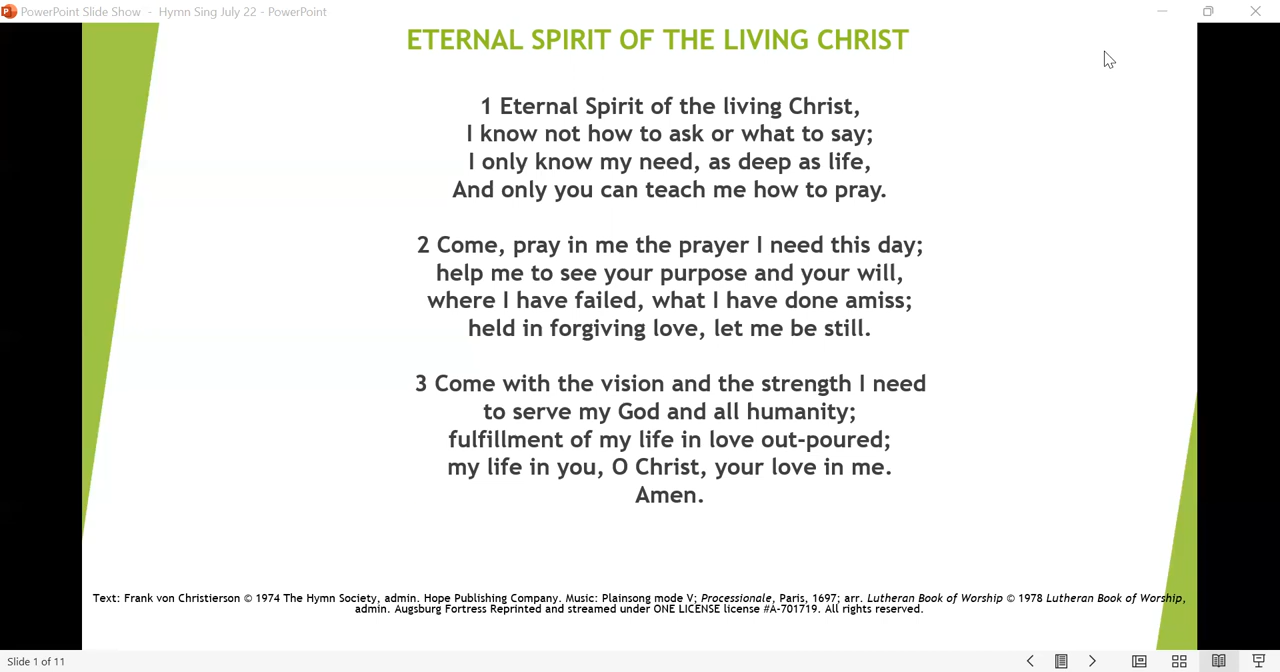 PowerPoint Slide Show - Hymn Sing July 22 - PowerPoint
ETERNAL SPIRIT OF THE LIVING CHRIST
1 Eternal Spirit of the living Christ,
I know not how to ask or what to say;
I only know my need, as deep as life,
And only you can teach me how to pray.
2 Come, pray in me the prayer I need this day;
help me to see your purpose and your will,
where I have failed, what I have done amiss;
held in forgiving love, let me be still.
3 Come with the vision and the strength I need
to serve my God and all humanity;
fulfillment of my life in love out-poured;
my life in you, O Christ, your love in me.
Amen.
Text: Frank von Christierson © 1974 The Hymn Society, admin. Hope Publishing Company. Music: Plainsong mode V; Processionale, Paris, 1697; arr. Lutheran Book of Worship © 1978 Lutheran Book of Worship,
admin. Augsburg Fortress Reprinted and streamed under ONE LICENSE license #A-701719. All rights reserved.
Slide 1 of 11